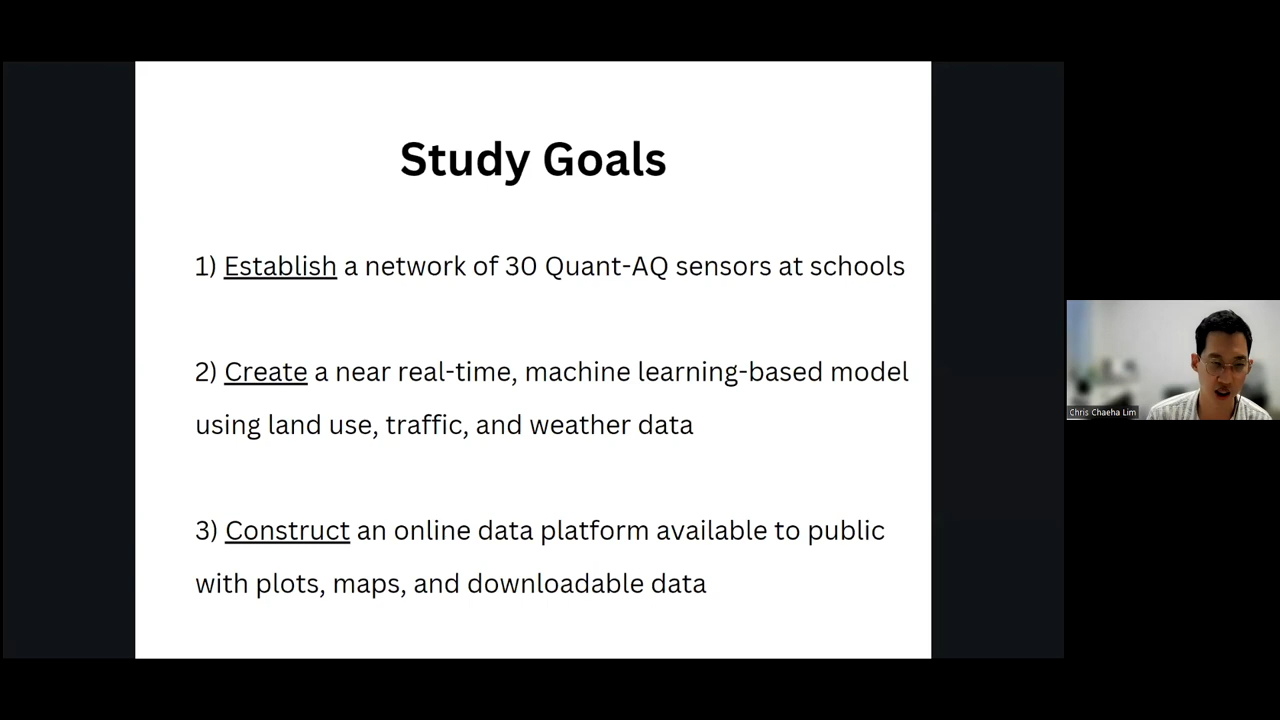 Study Goals
1) Establish a network of 30 Quant-AQ sensors at schools
2) Create a near real-time, machine learning-based model
using land use, traffic, and weather data
3) Construct an online data platform available to public
with plots, maps, and downloadable data
Chris Chaeha Lim